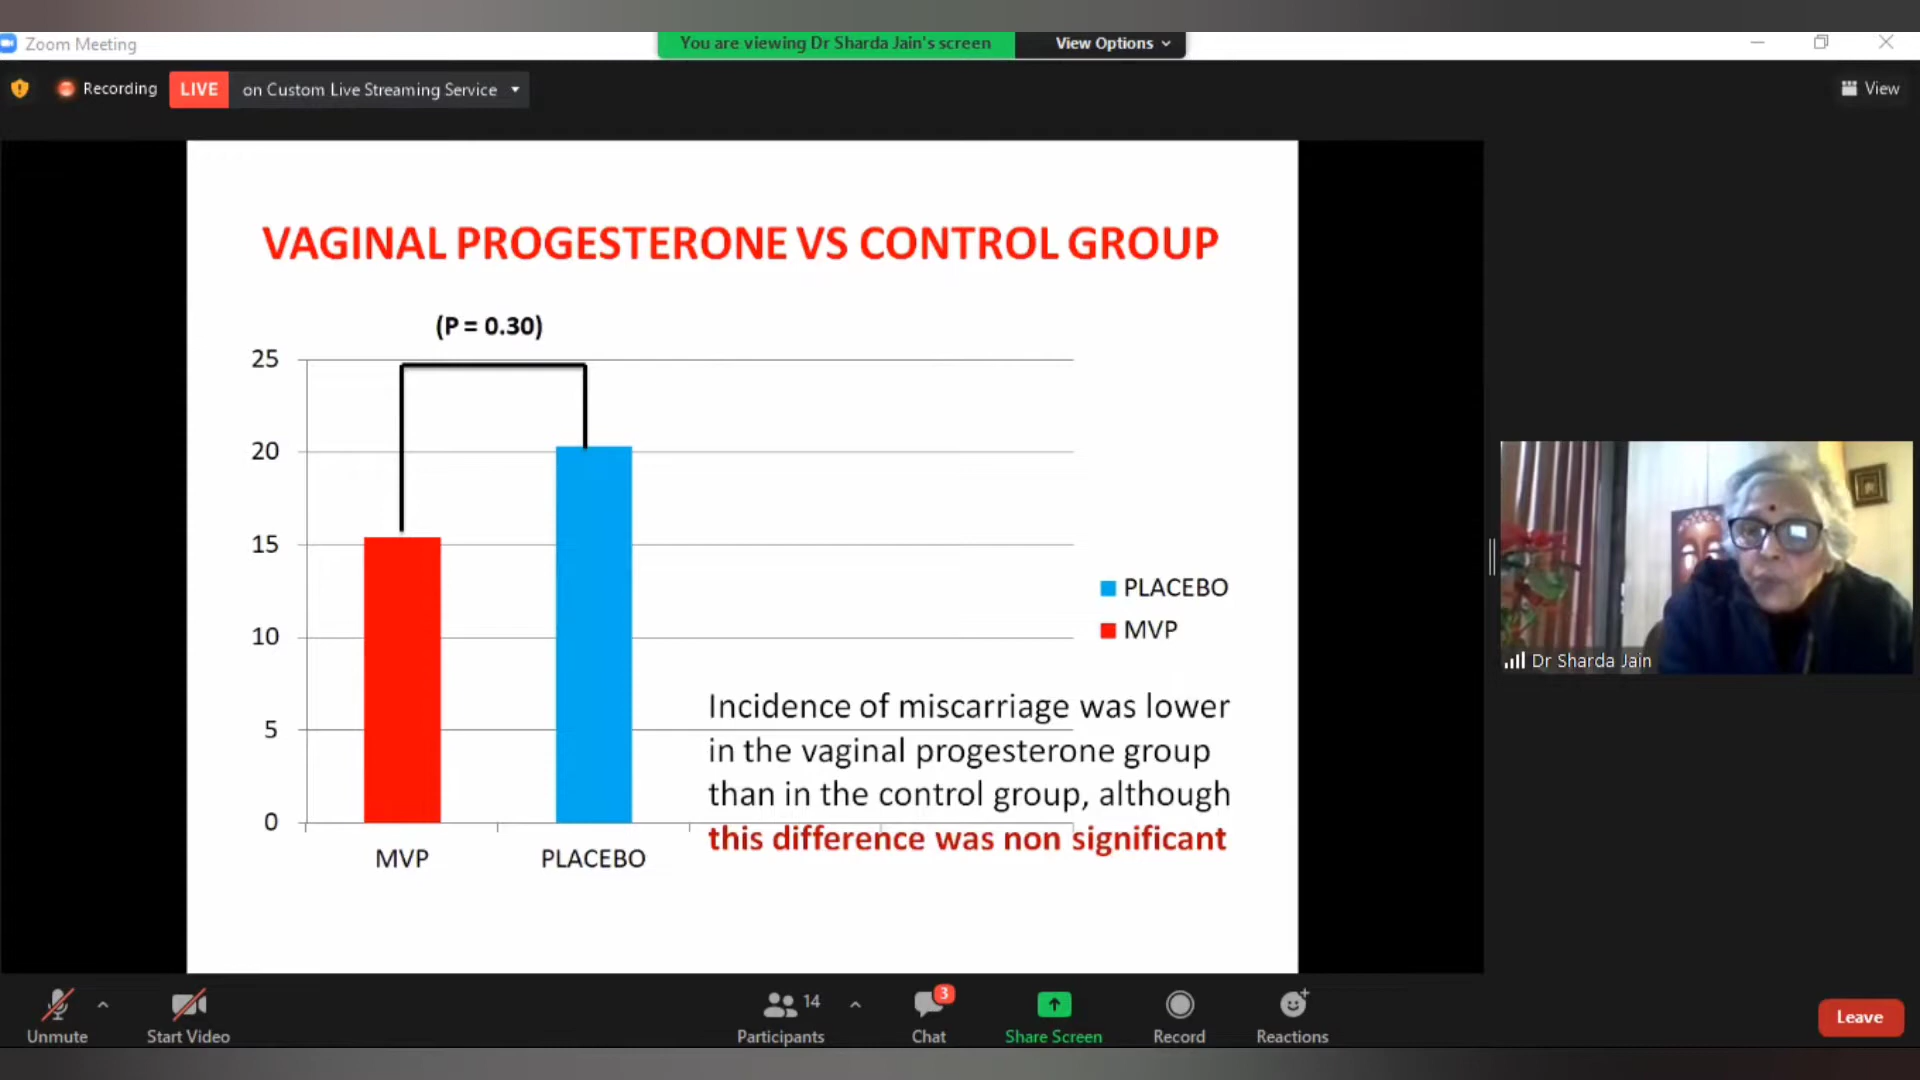 Zoom Meeting
You are viewing Dr Sharda Jain's screen
View Options
Recording
LIVE
on Custom Live Streaming Service
View
VAGINAL PROGESTERONE VS CONTROL GROUP
(P = 0.30)
25
20
15
10
5
0
MVP
PLACEBO
PLACEBO
MVP
Incidence of miscarriage was lower
in the vaginal progesterone group
than in the control group, although
this difference was non significant
Dr Sharda Jain
Unmute
Start Video
Participants
14
Chat
3
Share Screen
Record
Reactions
Leave